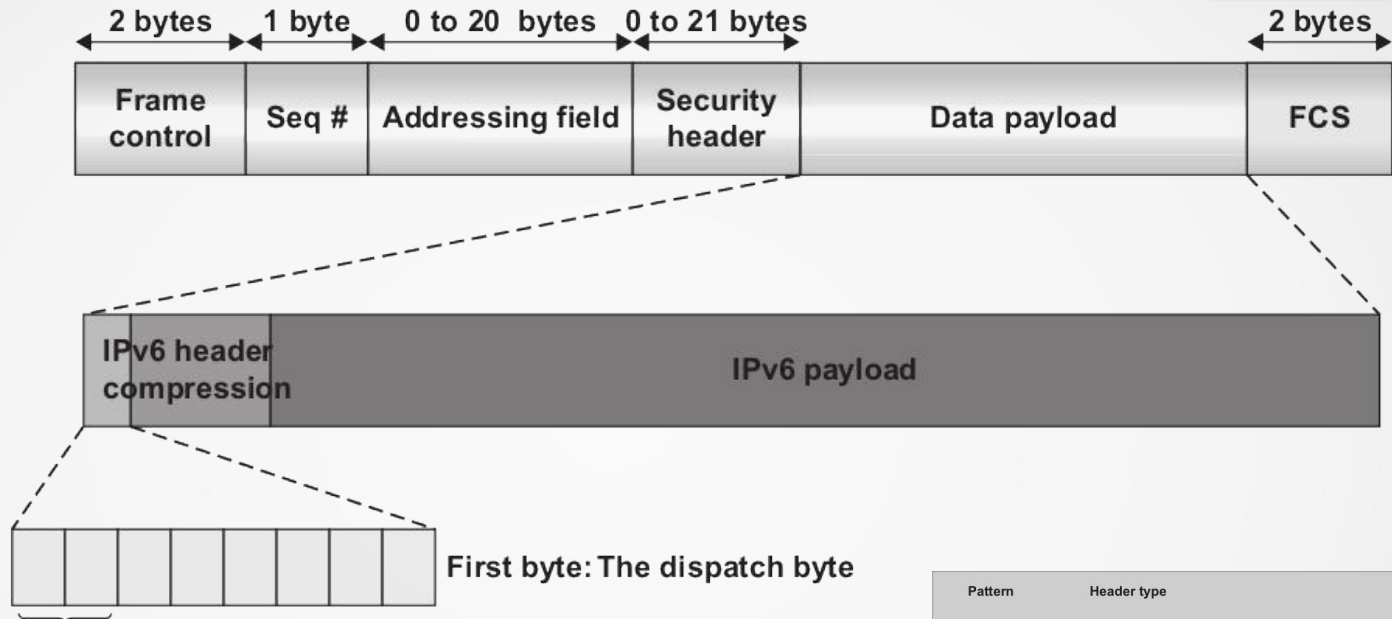 2 bytes 1 byte 0 to 20 bytes 0 to 21 bytes 2 bytes
Frame
control
Seq #
Addressing field
Security
header
Data payload
FCS
IPv6 header
compression
IPv6 payload
First byte: The dispatch byte
Pattern Header type